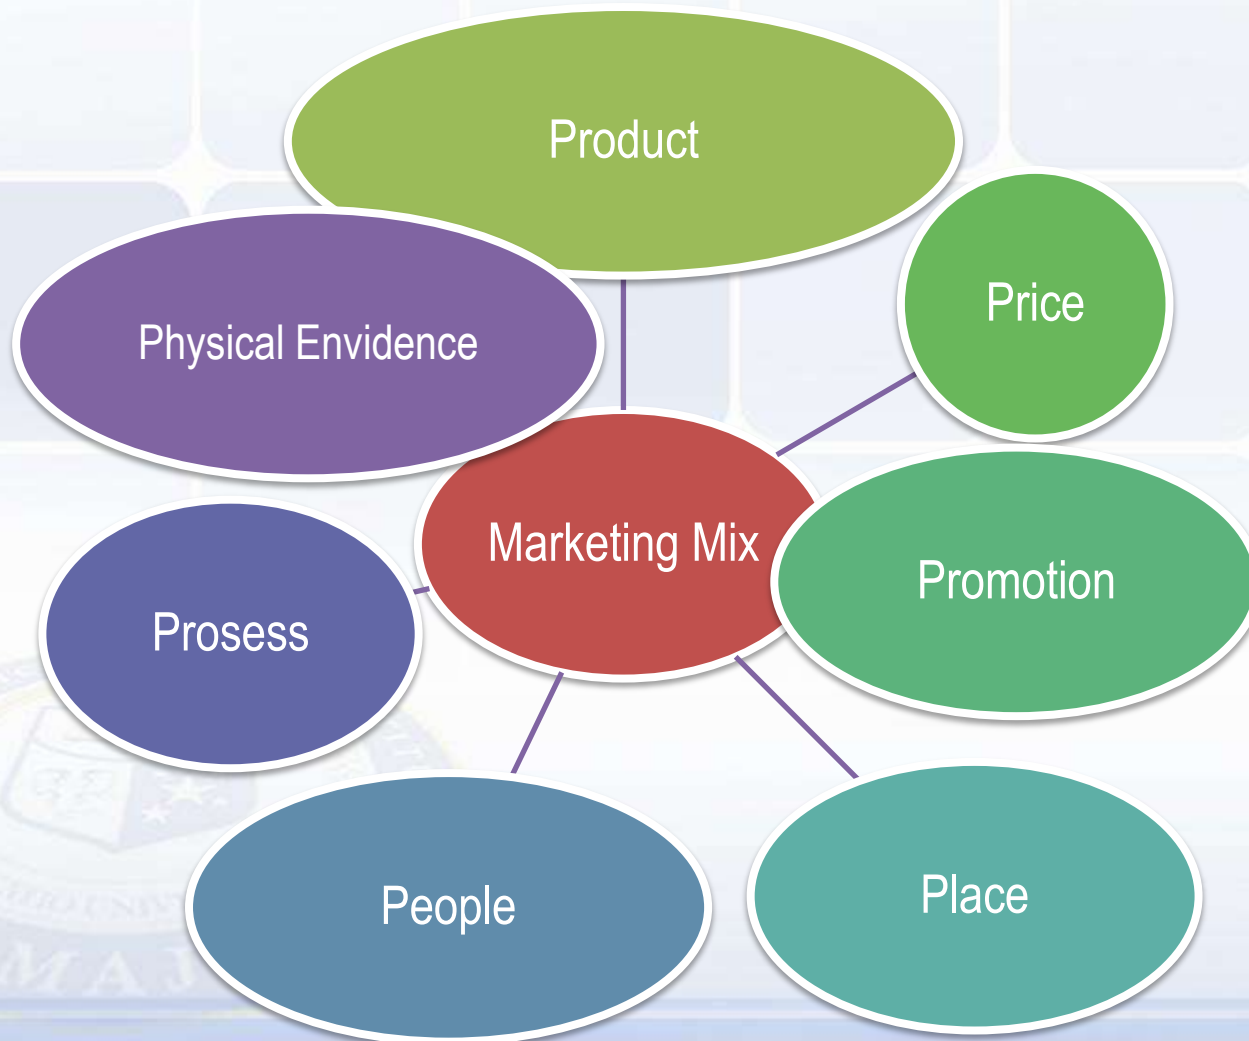 Product
Price
Physical Envidence
Marketing Mix
Promotion
Prosess
People
Place